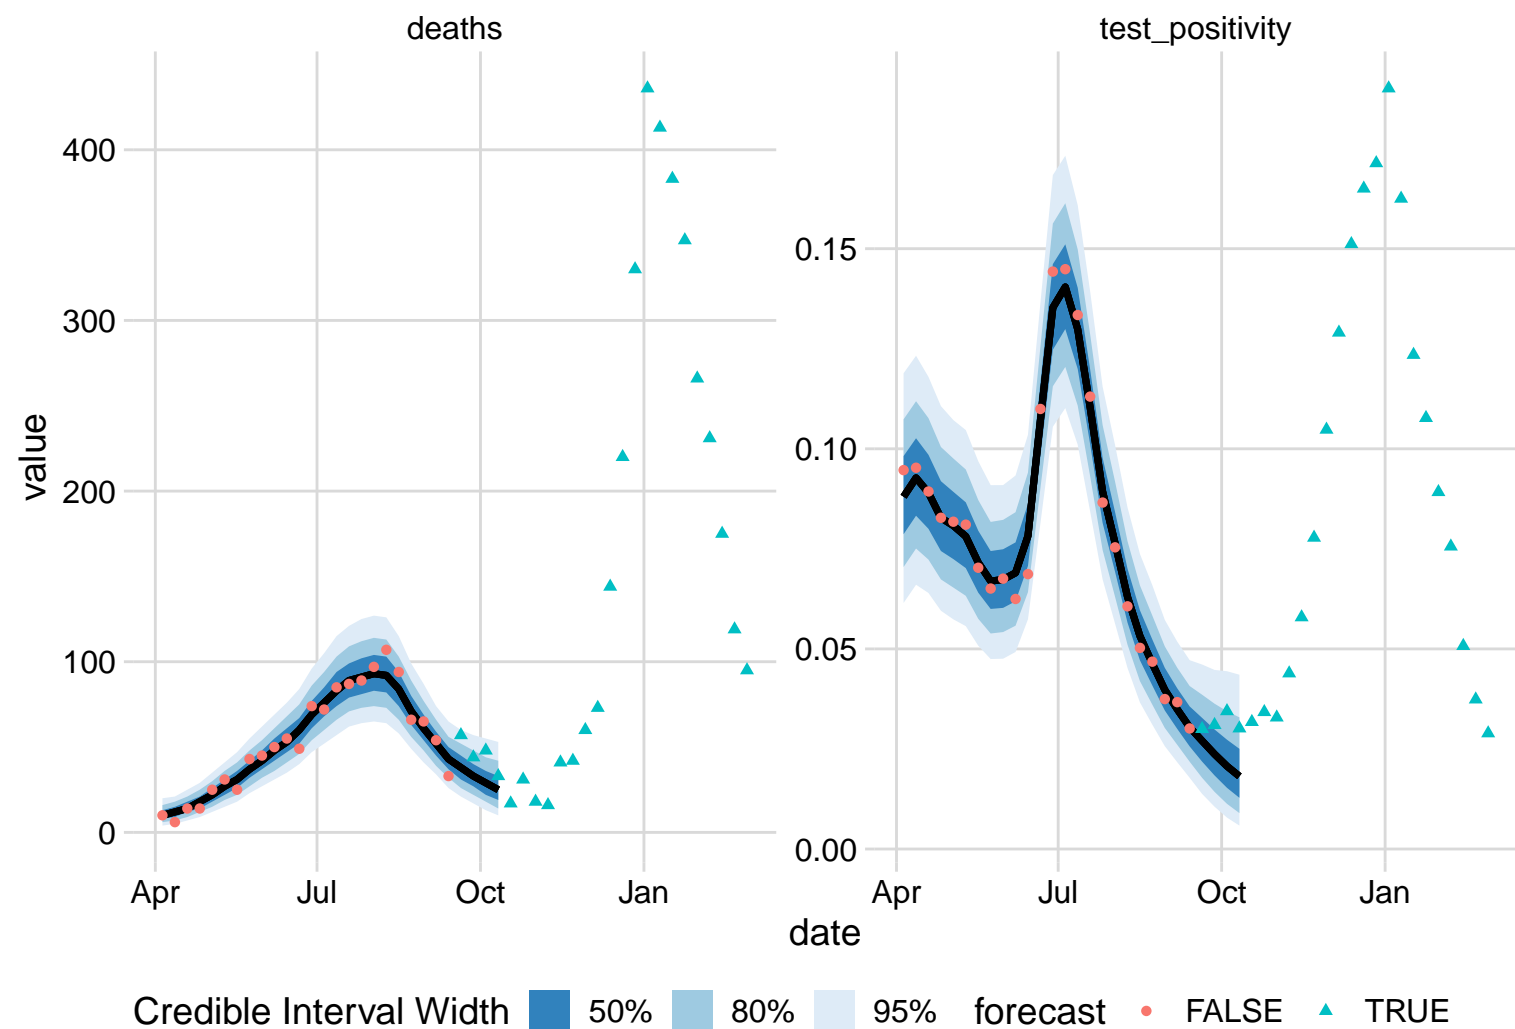 deaths
test_positivity
value
400
300
200
100
0
0.15
0.10
0.05
0.00
Apr Jul Oct Jan
Apr Jul Oct Jan
date
Credible Interval Width 50% 80% 95% forecast FALSE TRUE